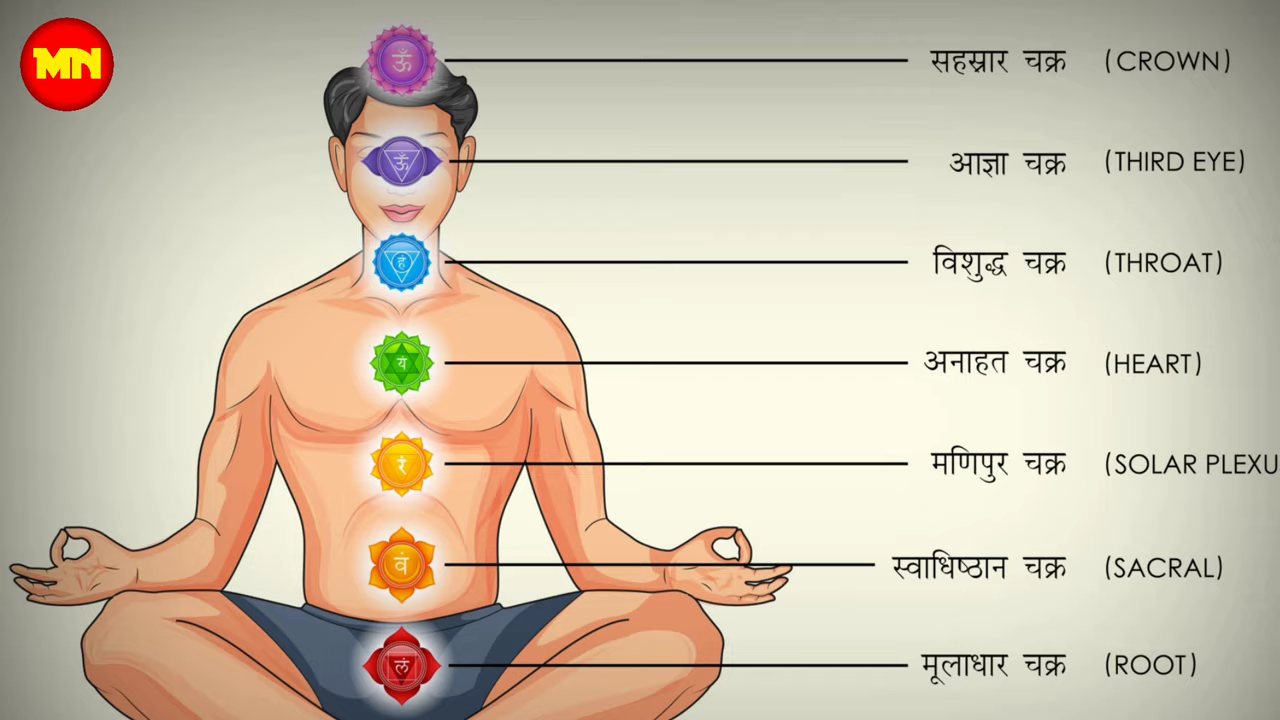 MN
ॐ
सहस्रार चक्र (CROWN)
ॐ
आज्ञा चक्र (THIRD EYE)
हं
विशुद्ध चक्र (THROAT)
यं
अनाहत चक्र (HEART)
रं
मणिपुर चक्र (SOLAR PLEXU
वं
स्वाधिष्ठान चक्र (SACRAL)
लं
मूलाधार चक्र (ROOT)